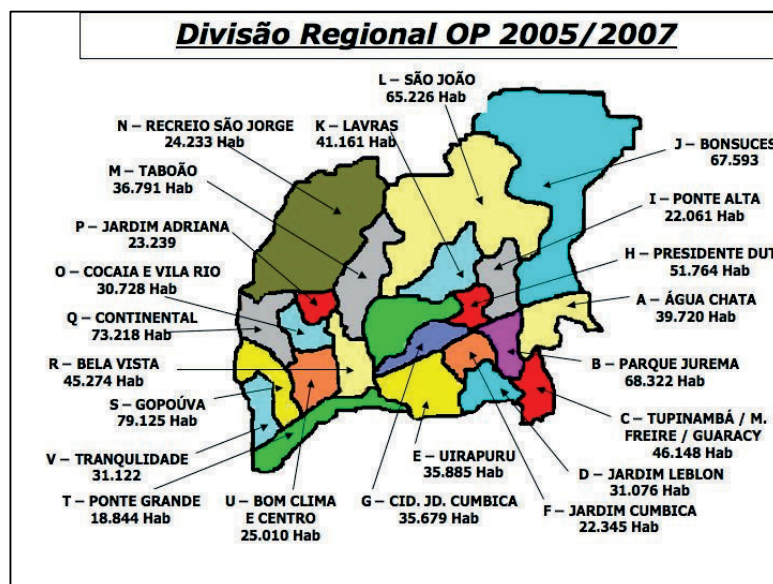 Divisão Regional OP 2005/2007
L – SÃO JOÃO
65.226 Hab
N – RECREIO SÃO JORGE
24.233 Hab
K – LAVRAS
41.161 Hab
J – BONSUCES
67.593
M – TABOÃO
36.791 Hab
I – PONTE ALTA
22.061 Hab
P – JARDIM ADRIANA
23.239
H – PRESIDENTE DUT
51.764 Hab
O – COCAIA E VILA RIO
30.728 Hab
A – ÁGUA CHATA
39.720 Hab
Q – CONTINENTAL
73.218 Hab
R – BELA VISTA
45.274 Hab
B – PARQUE JUREMA
68.322 Hab
S – GOPOÚVA
79.125 Hab
C – TUPINAMBÁ / M.
FREIRE / GUARACY
46.148 Hab
V – TRANQULIDADE
31.122
E – UIRAPURU
35.885 Hab
D – JARDIM LEBLON
31.076 Hab
T – PONTE GRANDE
18.844 Hab
U – BOM CLIMA
E CENTRO
25.010 Hab
G – CID. JD. CUMBICA
35.679 Hab
F – JARDIM CUMBICA
22.345 Hab